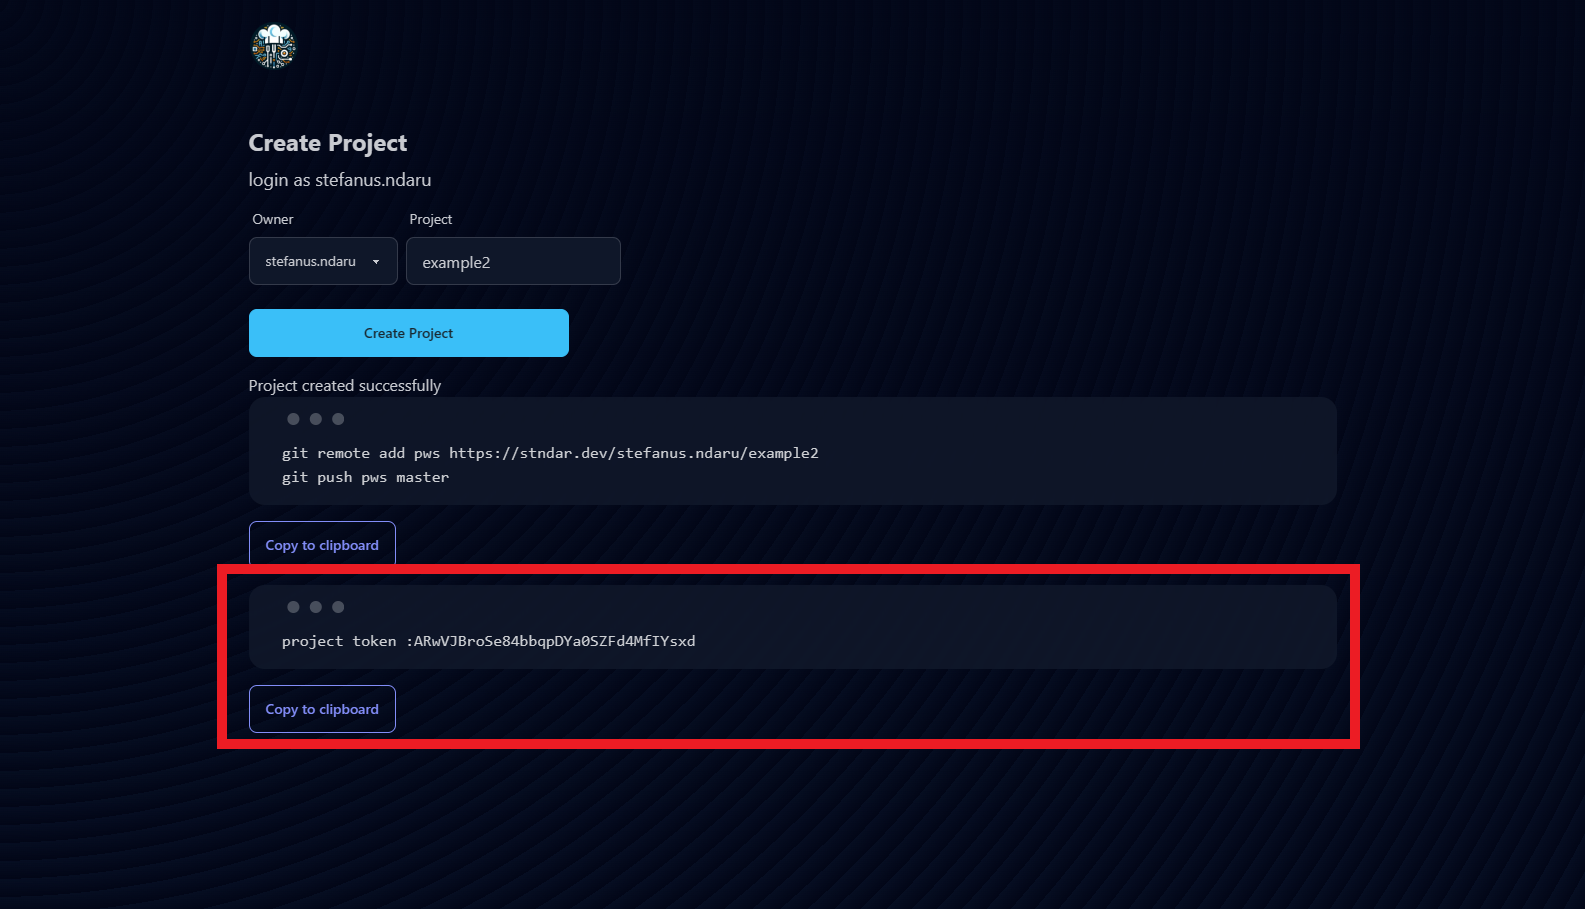 Create Project
login as stefanus.ndaru
Owner Project
stefanus.ndaru example2
Create Project
Project created successfully
git remote add pws https://stndar.dev/stefanus.ndaru/example2
git push pws master
Copy to clipboard
project token :ARwVJBroSe84bbqpDYa0SZFd4MfIYsxd
Copy to clipboard